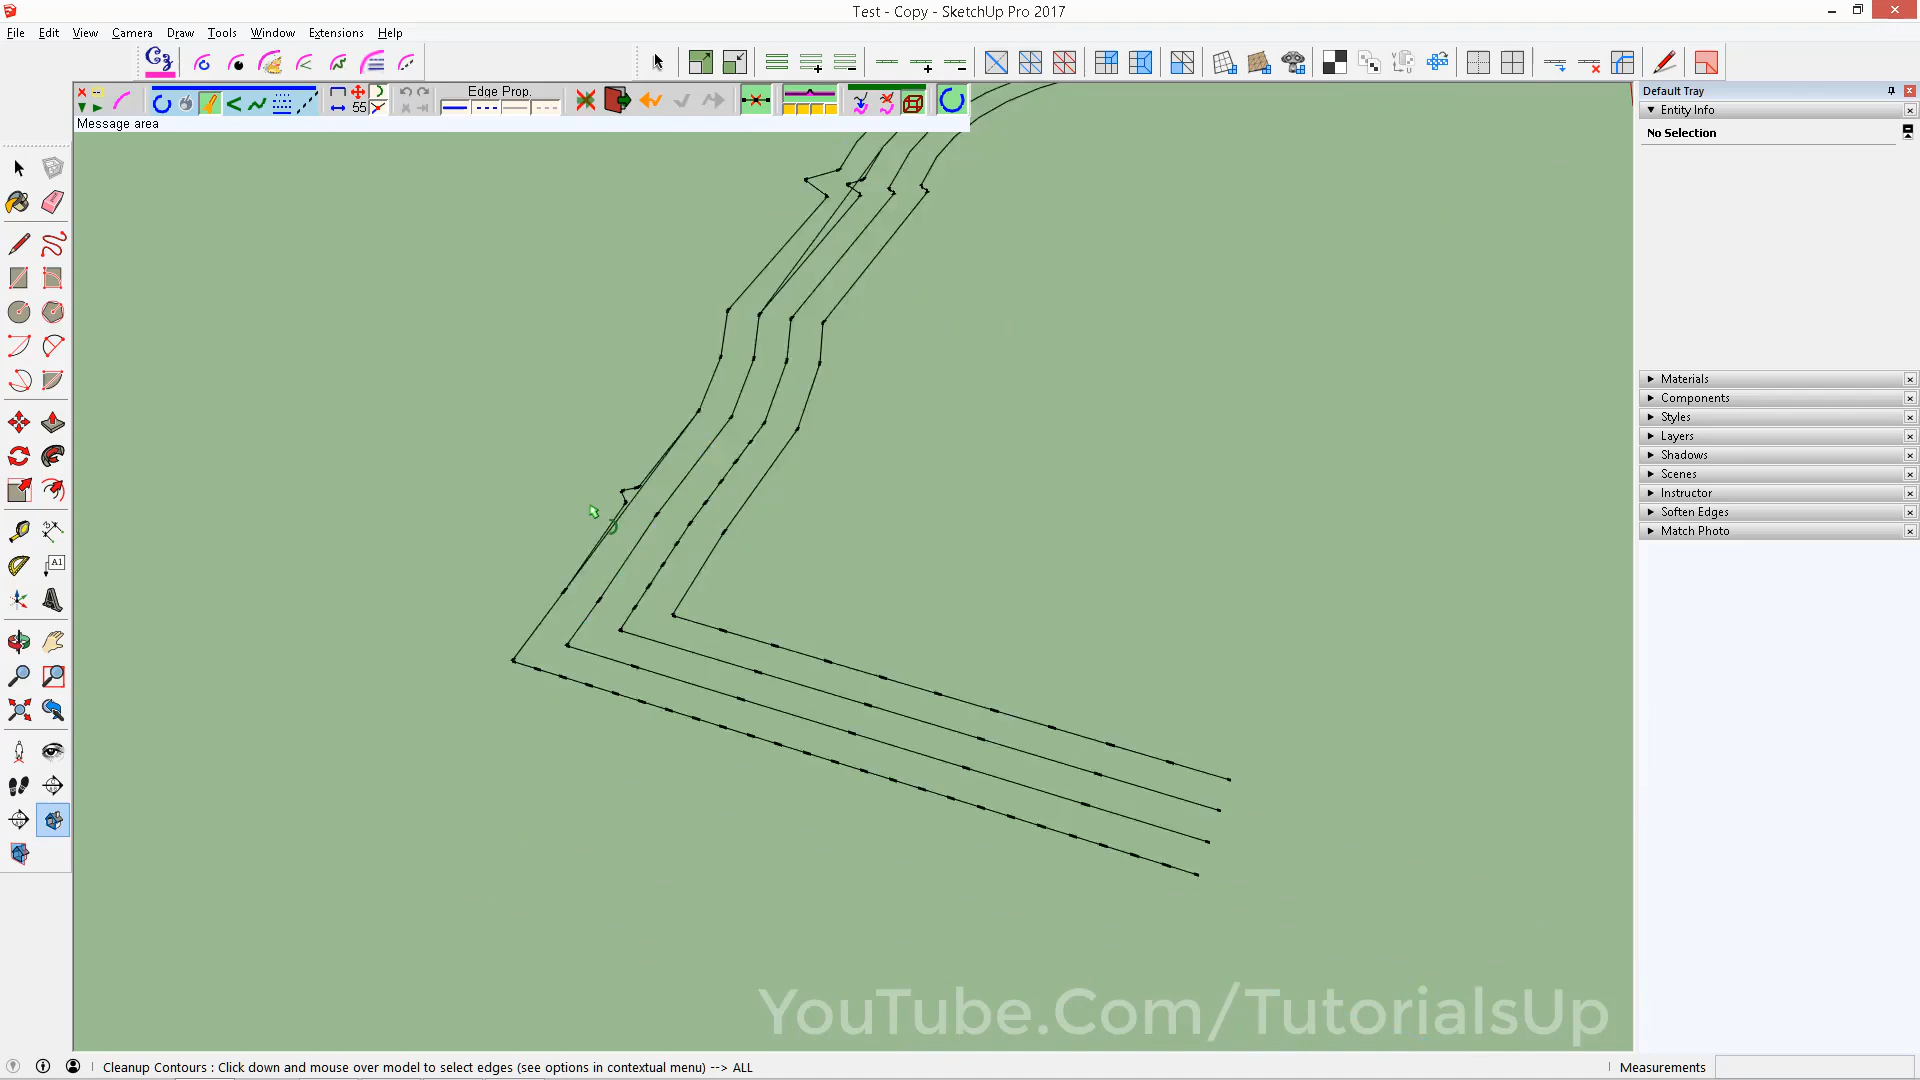 Test - Copy - SketchUp Pro 2017
File Edit View Camera Draw Tools Window Extensions Help
Edge Prop.
55
Message area
Default Tray
Entity Info
No Selection
A1
Materials
Components
Styles
Layers
Shadows
Scenes
Instructor
Soften Edges
Match Photo
YouTube.Com/TutorialsUp
Cleanup Contours : Click down and mouse over model to select edges (see options in contextual menu) --> ALL
Measurements